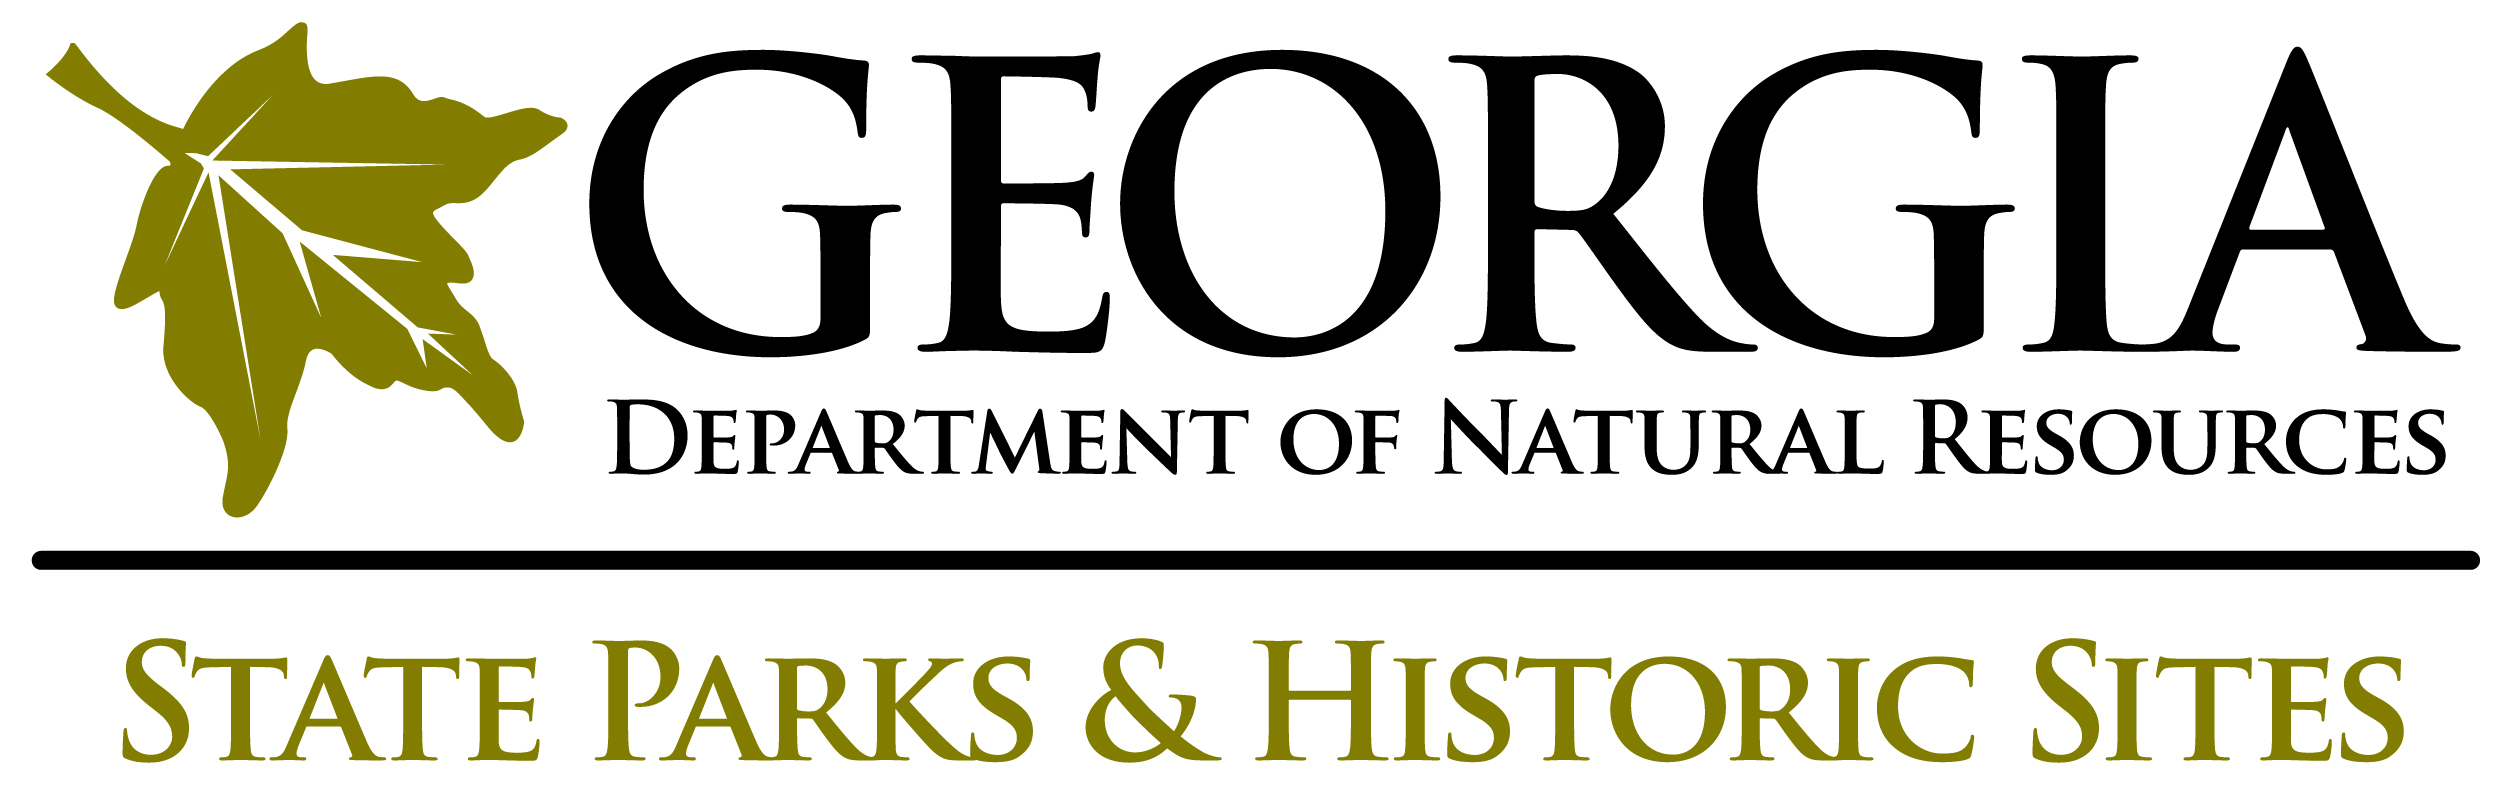 GEORGIA
DEPARTMENT OF NATURAL RESOURCES
STATE PARKS & HISTORIC SITES